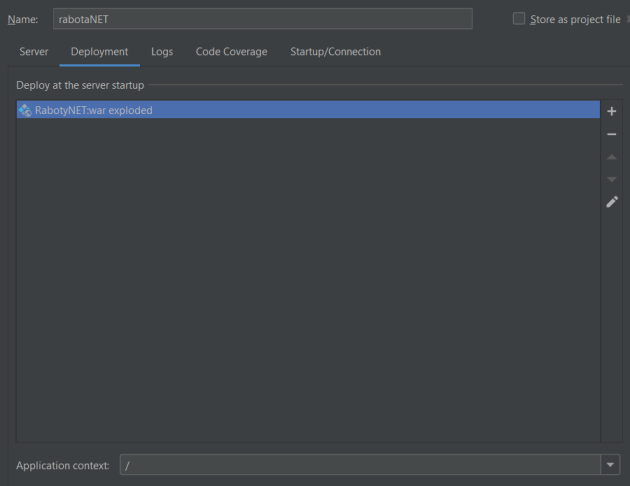 Name: rabotaNET Store as project file
Server Deployment Logs Code Coverage Startup/Connection
Deploy at the server startup
RabotyNET:war exploded
Application context: /